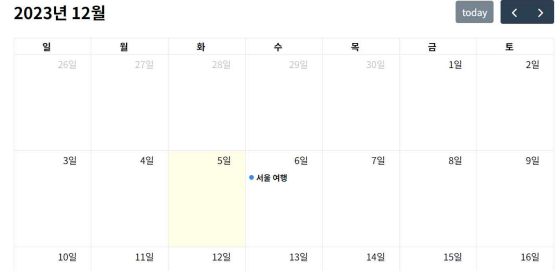 2023년 12월
today
일 월 화 수 목 금 토
26일 27일 28일 29일 30일 1일 2일
3일 4일 5일 6일 7일 8일 9일
서울 여행
10일 11일 12일 13일 14일 15일 16일